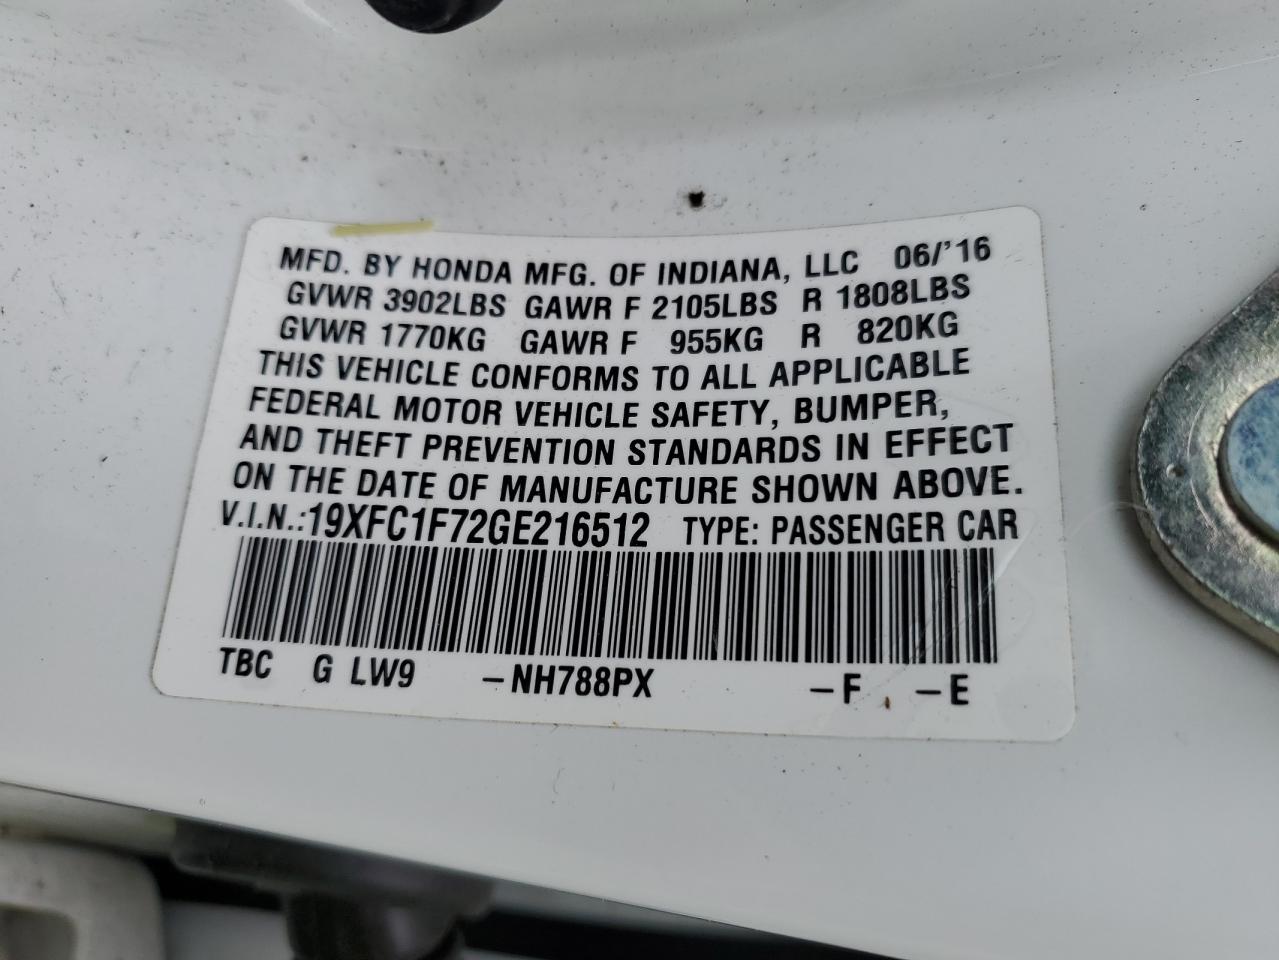 MFD. BY HONDA MFG. OF INDIANA, LLC 06/'16
GVWR 3902LBS GAWR F 2105LBS R 1808LBS
GVWR 1770KG GAWR F 955KG R 820KG
THIS VEHICLE CONFORMS TO ALL APPLICABLE
FEDERAL MOTOR VEHICLE SAFETY, BUMPER,
AND THEFT PREVENTION STANDARDS IN EFFECT
ON THE DATE OF MANUFACTURE SHOWN ABOVE.
V.I.N.:19XFC1F72GE216512 TYPE: PASSENGER CAR
TBC G LW9 –NH788PX –F –E